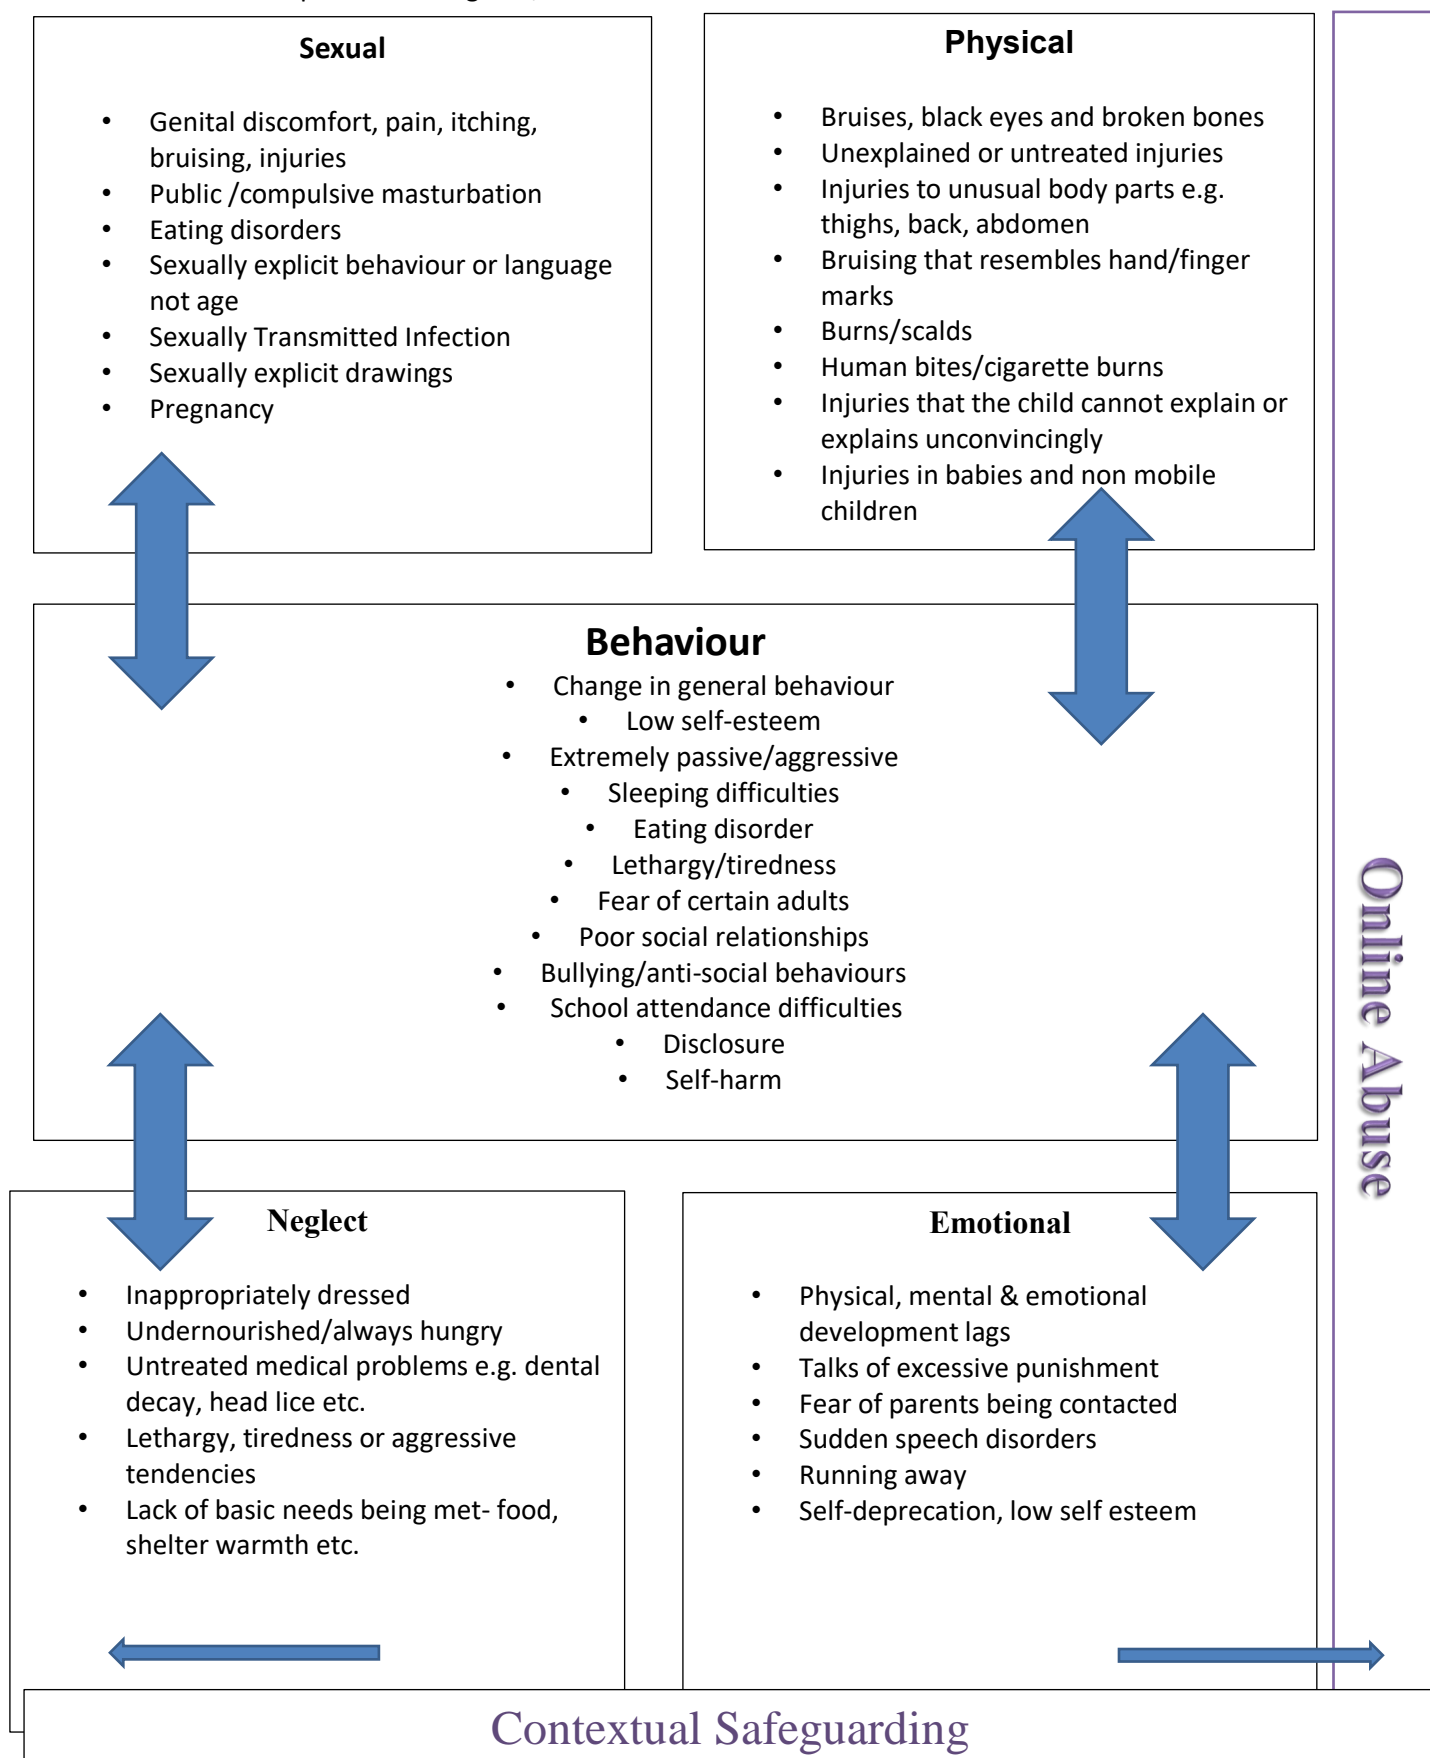 Sexual
• Genital discomfort, pain, itching,
bruising, injuries
• Public /compulsive masturbation
• Eating disorders
• Sexually explicit behaviour or language
not age
• Sexually Transmitted Infection
• Sexually explicit drawings
• Pregnancy
Physical
• Bruises, black eyes and broken bones
• Unexplained or untreated injuries
• Injuries to unusual body parts e.g.
thighs, back, abdomen
• Bruising that resembles hand/finger
marks
• Burns/scalds
• Human bites/cigarette burns
• Injuries that the child cannot explain or
explains unconvincingly
• Injuries in babies and non mobile
children
Behaviour
• Change in general behaviour
• Low self-esteem
• Extremely passive/aggressive
• Sleeping difficulties
• Eating disorder
• Lethargy/tiredness
• Fear of certain adults
• Poor social relationships
• Bullying/anti-social behaviours
• School attendance difficulties
• Disclosure
• Self-harm
Neglect
• Inappropriately dressed
• Undernourished/always hungry
• Untreated medical problems e.g. dental
decay, head lice etc.
• Lethargy, tiredness or aggressive
tendencies
• Lack of basic needs being met- food,
shelter warmth etc.
Emotional
• Physical, mental & emotional
development lags
• Talks of excessive punishment
• Fear of parents being contacted
• Sudden speech disorders
• Running away
• Self-deprecation, low self esteem
Online Abuse
Contextual Safeguarding